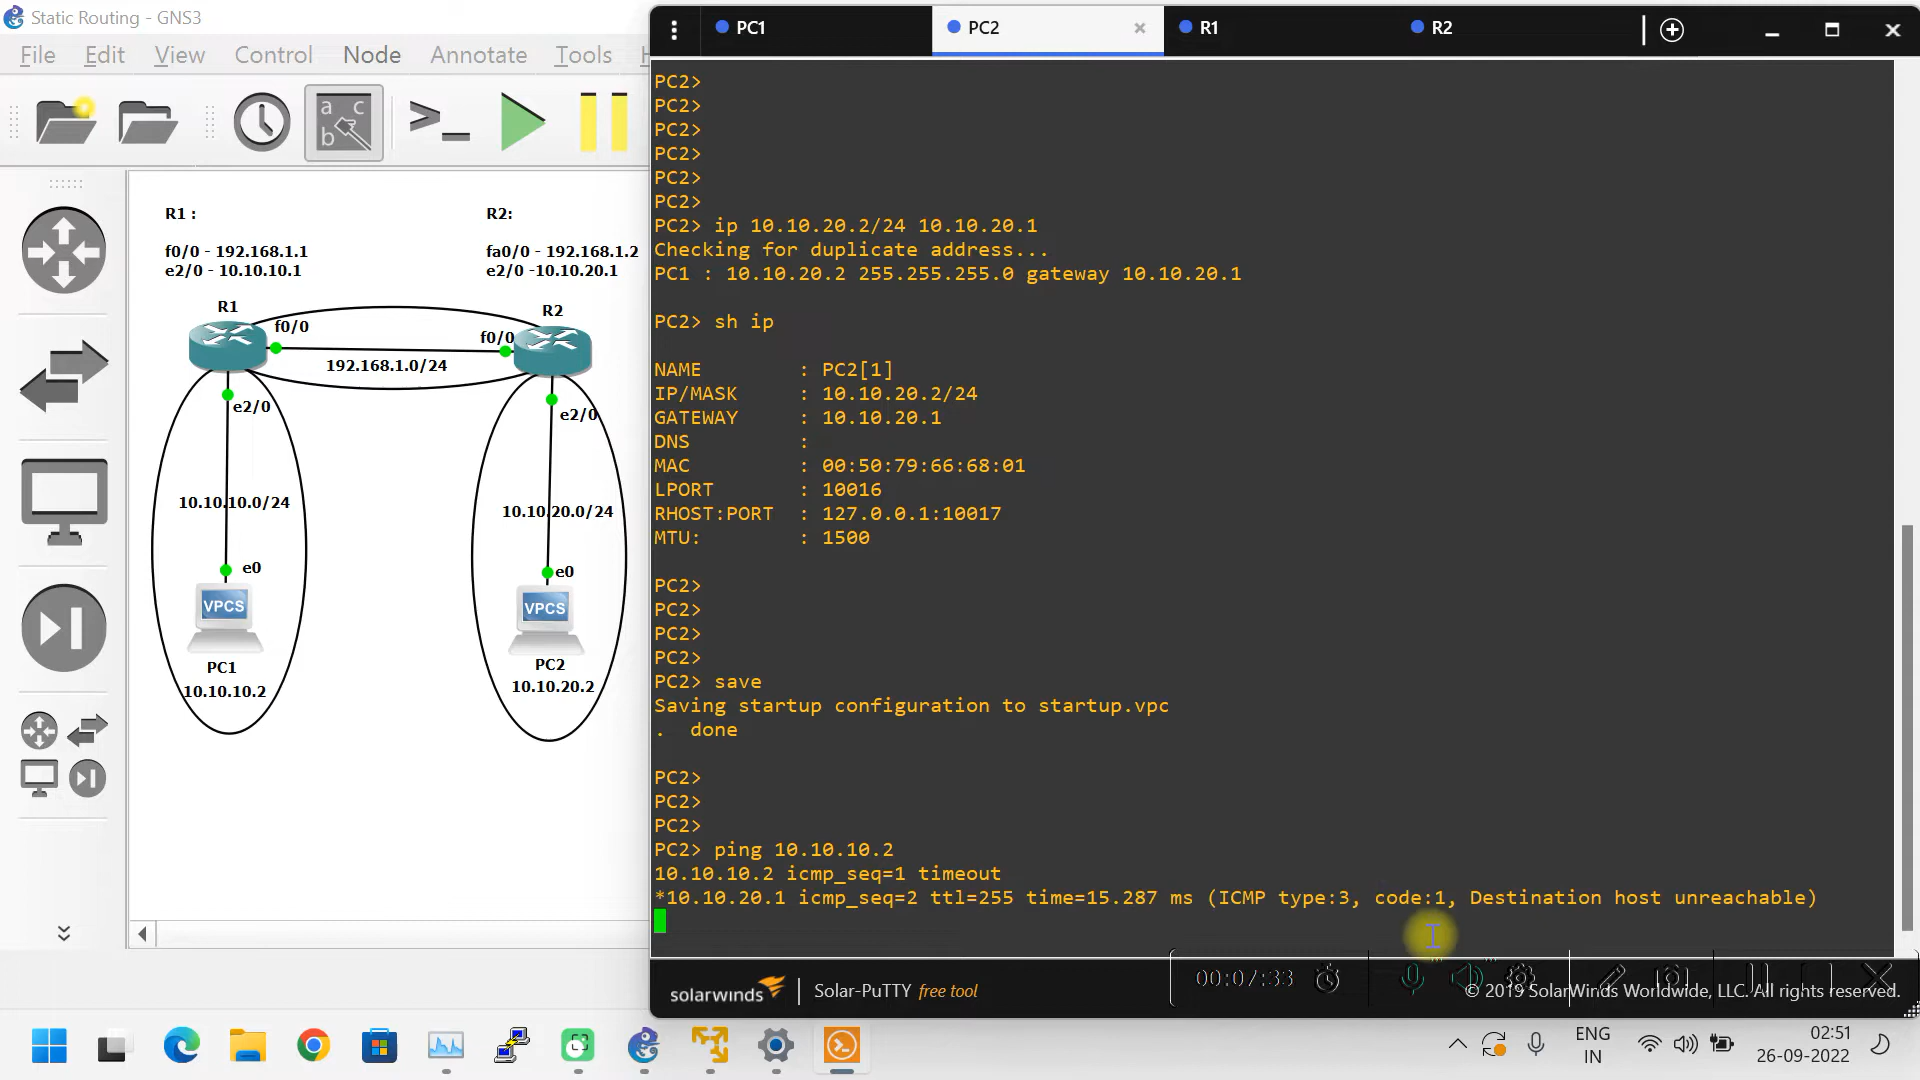 Static Routing - GNS3
File Edit View Control Node Annotate Tools
R1 :
f0/0 - 192.168.1.1
e2/0 - 10.10.10.1
R2:
fa0/0 - 192.168.1.2
e2/0 -10.10.20.1
R1
R2
f0/0
f0/0
192.168.1.0/24
e2/0
e2/0
10.10.10.0/24
10.10.20.0/24
e0
e0
VPCS
VPCS
PC1
10.10.10.2
PC2
10.10.20.2
PC1
PC2
R1
R2
PC2>
PC2>
PC2>
PC2>
PC2>
PC2>
PC2> ip 10.10.20.2/24 10.10.20.1
Checking for duplicate address...
PC1 : 10.10.20.2 255.255.255.0 gateway 10.10.20.1
PC2> sh ip
NAME : PC2[1]
IP/MASK : 10.10.20.2/24
GATEWAY : 10.10.20.1
DNS :
MAC : 00:50:79:66:68:01
LPORT : 10016
RHOST:PORT : 127.0.0.1:10017
MTU: : 1500
PC2>
PC2>
PC2>
PC2>
PC2> save
Saving startup configuration to startup.vpc
. done
PC2>
PC2>
PC2>
PC2> ping 10.10.10.2
10.10.10.2 icmp_seq=1 timeout
*10.10.20.1 icmp_seq=2 ttl=255 time=15.287 ms (ICMP type:3, code:1, Destination host unreachable)
00:07:33
solarwinds
Solar-PuTTY free tool
© 2019 SolarWinds Worldwide, LLC. All rights reserved.
ENG
IN
02:51
26-09-2022